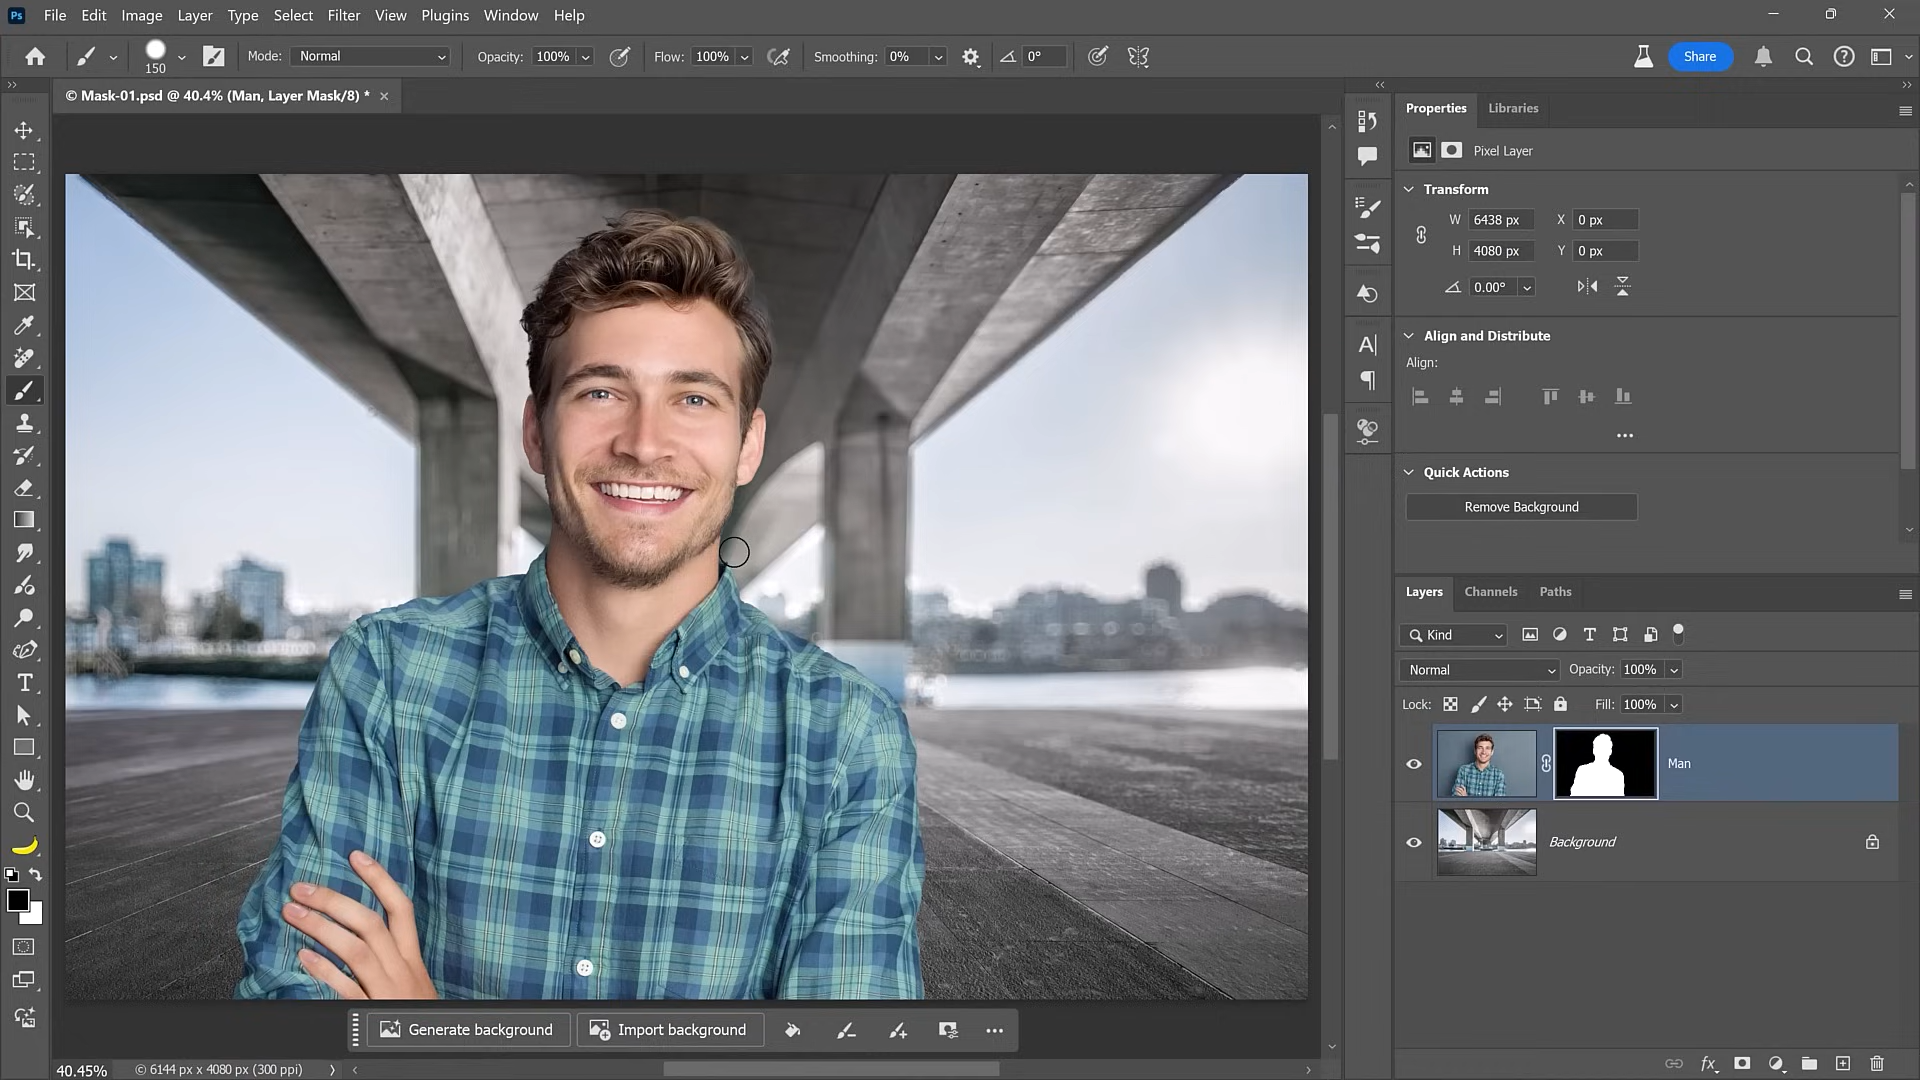 Ps File Edit Image Layer Type Select Filter View Plugins Window Help
150 Mode: Normal Opacity: 100% Flow: 100% Smoothing: 0% 0° Share
© Mask-01.psd @ 40.4% (Man, Layer Mask/8) *
Properties Libraries
Pixel Layer
Transform
W 6438 px X 0 px
H 4080 px Y 0 px
0.00°
Align and Distribute
Align:
Quick Actions
Remove Background
Layers Channels Paths
Kind
Normal Opacity: 100%
Lock: Fill: 100%
Man
Background
Generate background Import background
40.45% © 6144 px x 4080 px (300 ppi)